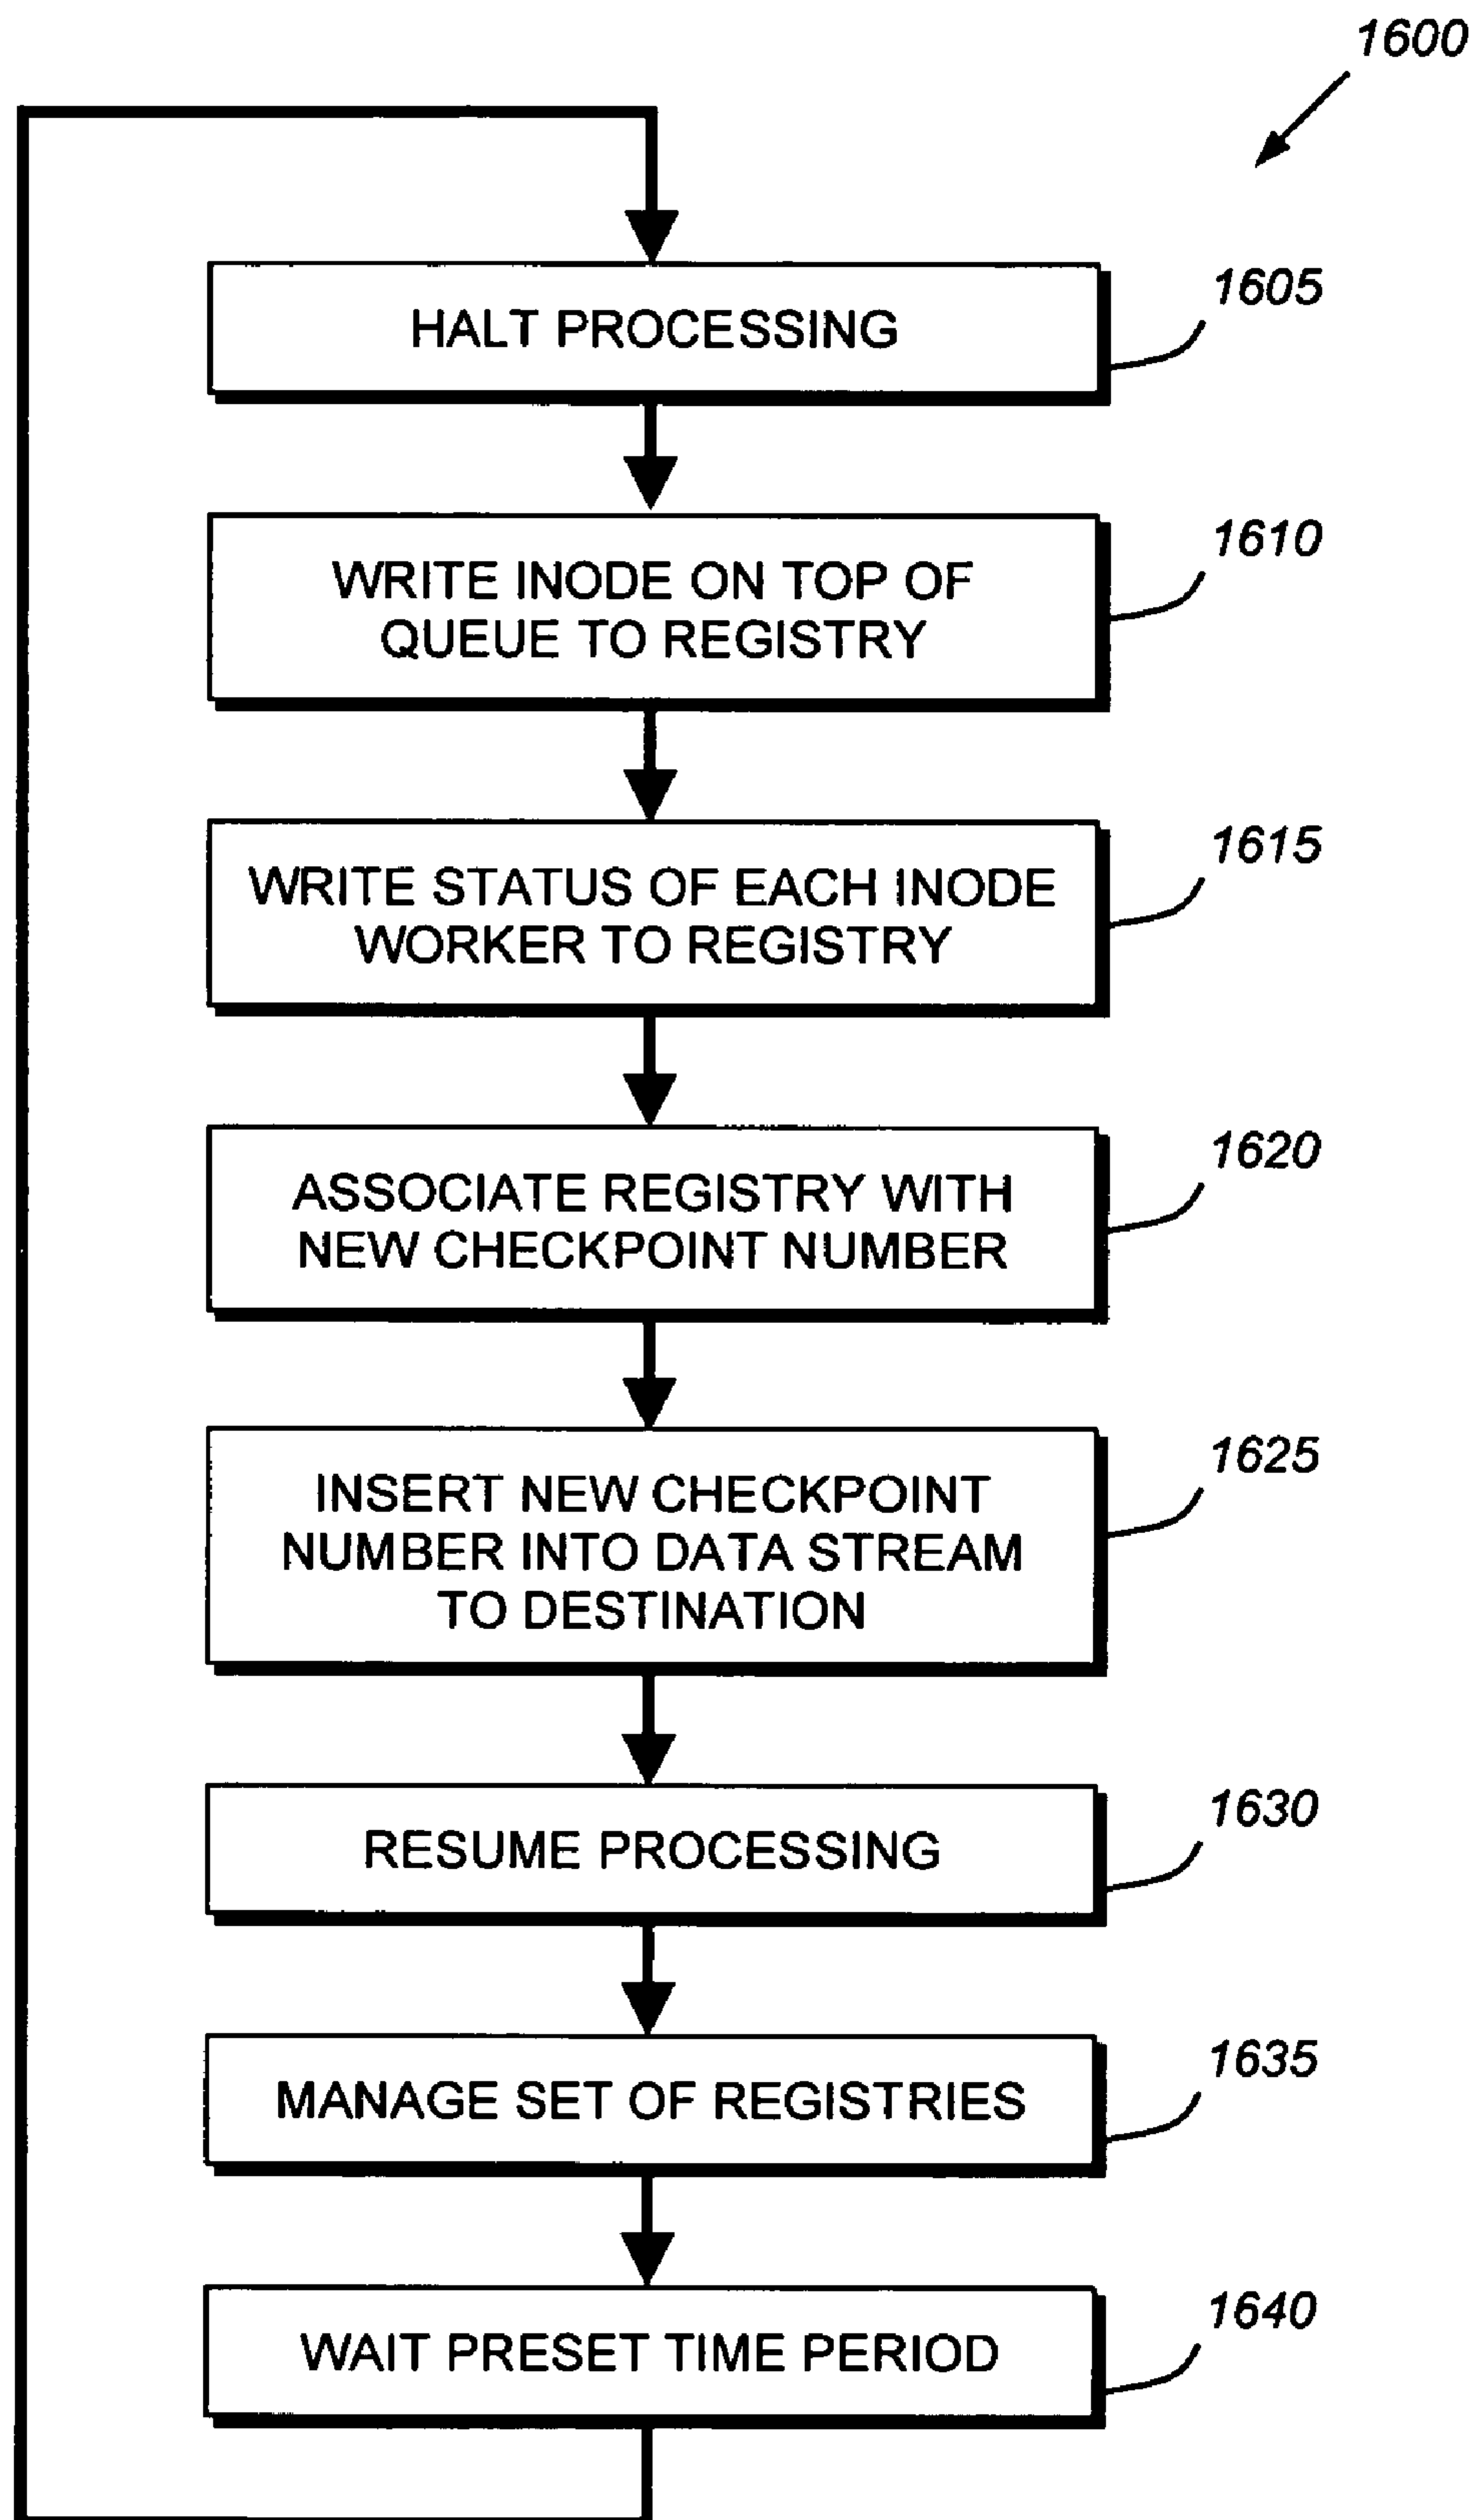 1600
HALT PROCESSING
1605
WRITE INODE ON TOP OF
QUEUE TO REGISTRY
1610
WRITE STATUS OF EACH INODE
WORKER TO REGISTRY
1615
ASSOCIATE REGISTRY WITH
NEW CHECKPOINT NUMBER
1620
INSERT NEW CHECKPOINT
NUMBER INTO DATA STREAM
TO DESTINATION
1625
RESUME PROCESSING
1630
MANAGE SET OF REGISTRIES
1635
WAIT PRESET TIME PERIOD
1640